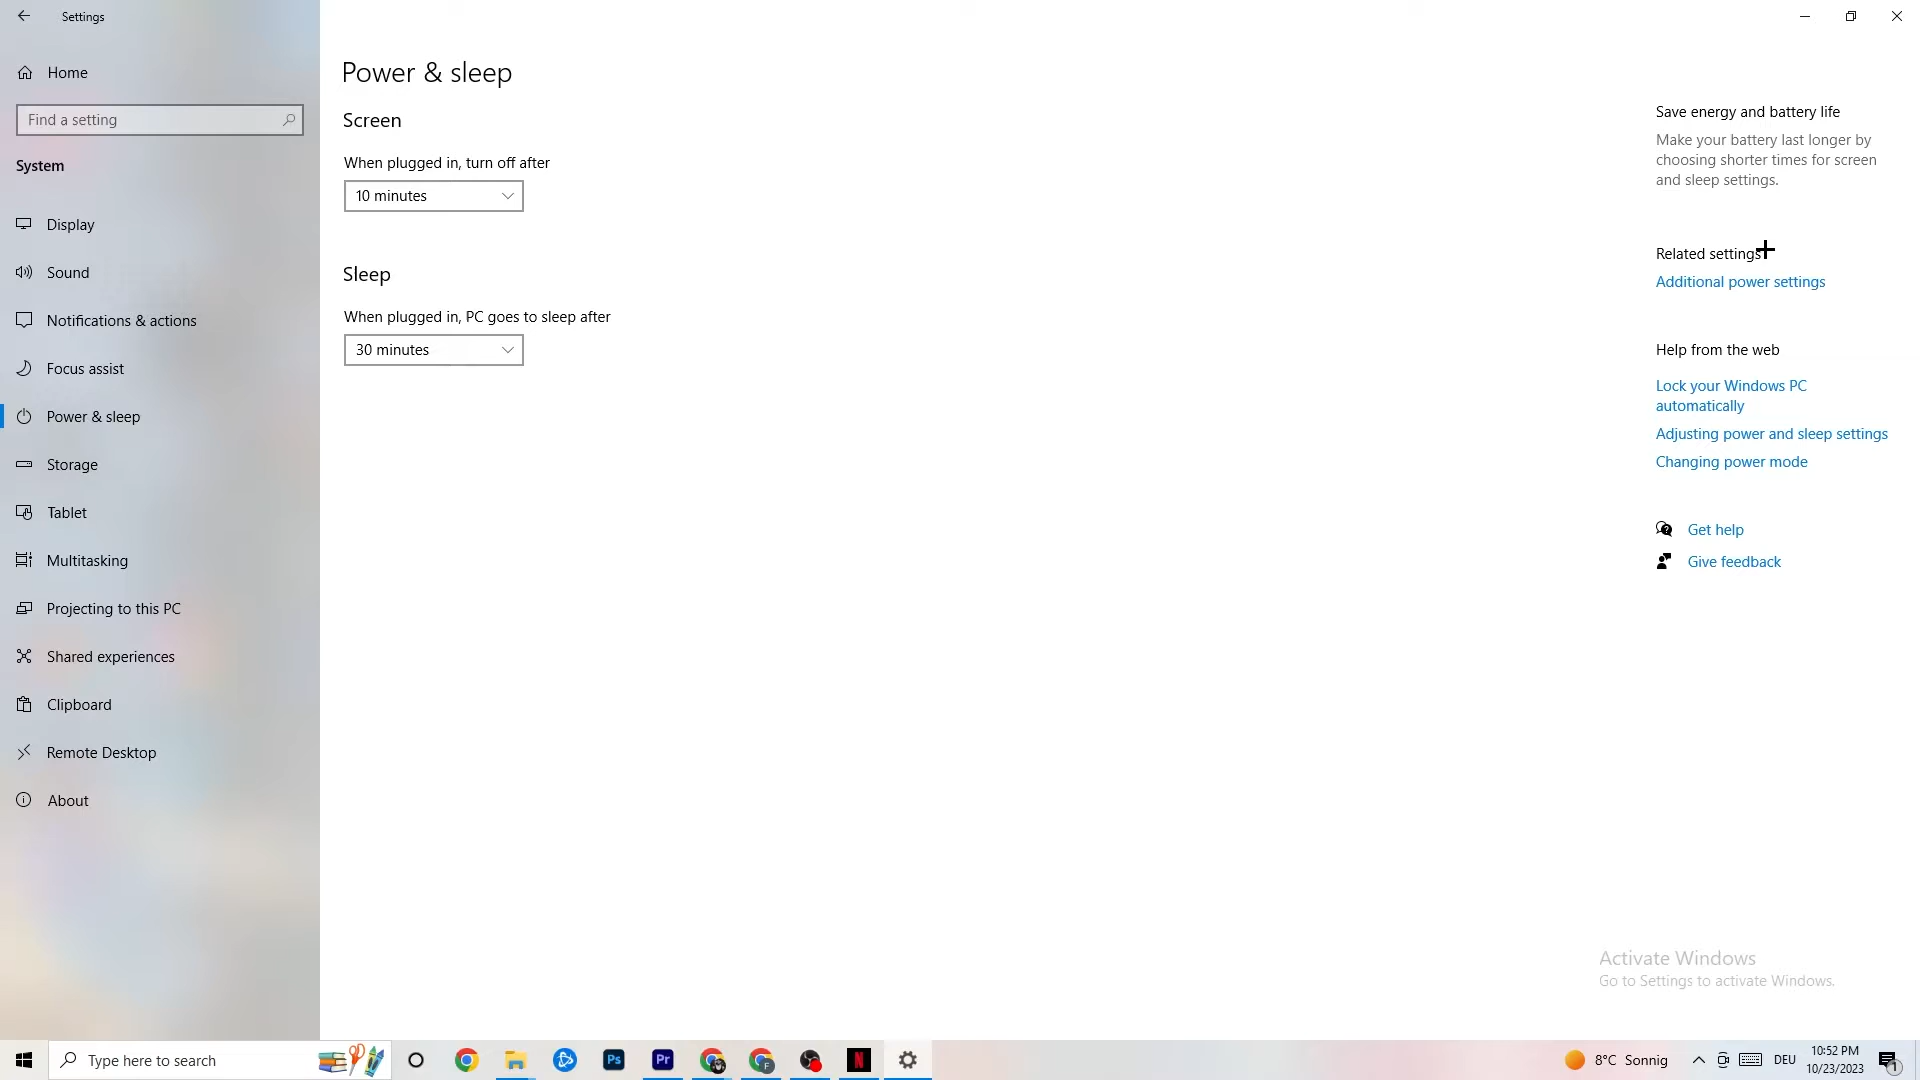 Settings
Home
Find a setting
System
Display
Sound
Notifications & actions
Focus assist
Power & sleep
Storage
Tablet
Multitasking
Projecting to this PC
Shared experiences
Clipboard
Remote Desktop
About
Power & sleep
Screen
When plugged in, turn off after
10 minutes
Sleep
When plugged in, PC goes to sleep after
30 minutes
Save energy and battery life
Make your battery last longer by
choosing shorter times for screen
and sleep settings.
Related settings
Additional power settings
Help from the web
Lock your Windows PC
automatically
Adjusting power and sleep settings
Changing power mode
Get help
Give feedback
Activate Windows
Go to Settings to activate Windows.
Type here to search
Ps
Pr
F
N
8°C Sonnig
DEU
10:52 PM
10/23/2023
1